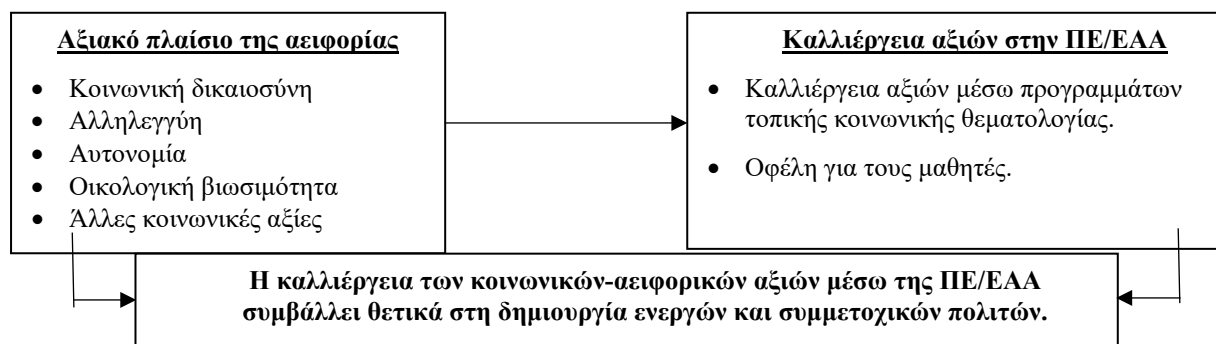 Αξιακό πλαίσιο της αειφορίας
• Κοινωνική δικαιοσύνη
• Αλληλεγγύη
• Αυτονομία
• Οικολογική βιωσιμότητα
• Άλλες κοινωνικές αξίες
Καλλιέργεια αξιών στην ΠΕ/ΕΑΑ
• Καλλιέργεια αξιών μέσω προγραμμάτων
τοπικής κοινωνικής θεματολογίας.
• Οφέλη για τους μαθητές.
Η καλλιέργεια των κοινωνικών-αειφορικών αξιών μέσω της ΠΕ/ΕΑΑ
συμβάλλει θετικά στη δημιουργία ενεργών και συμμετοχικών πολιτών.